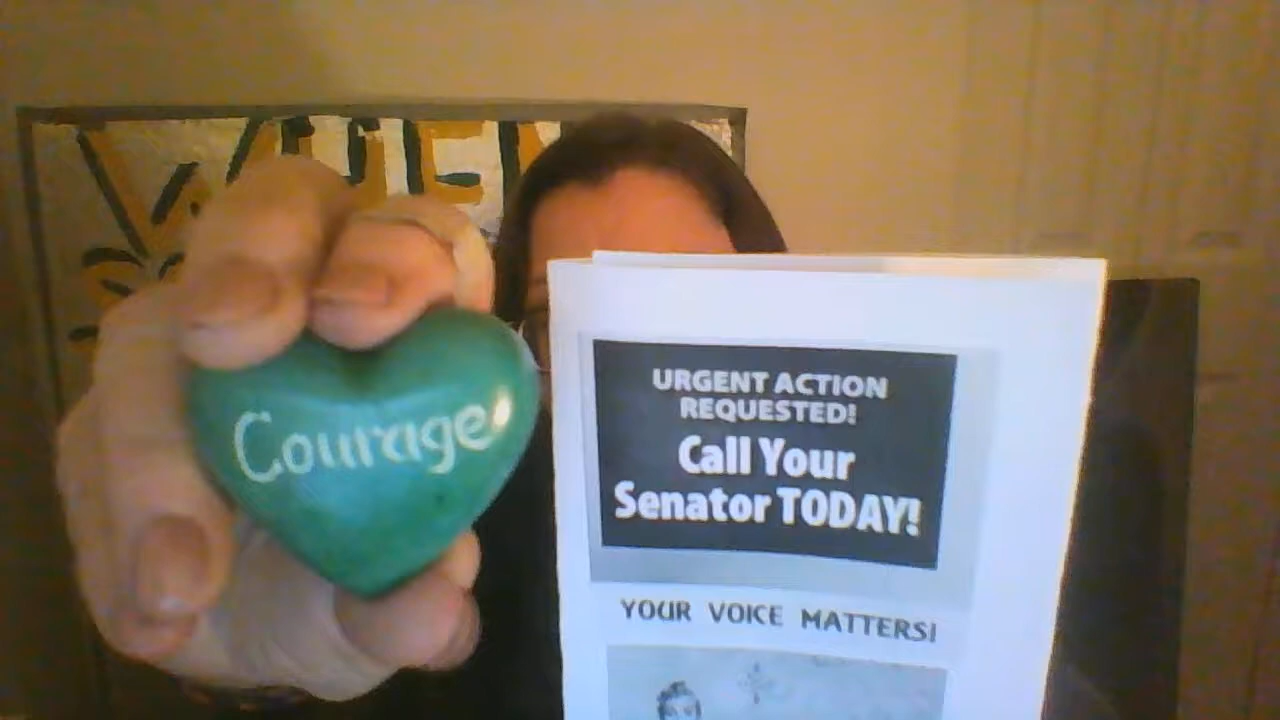 Courage
URGENT ACTION
REQUESTED!
Call Your
Senator TODAY!
YOUR VOICE MATTERS!